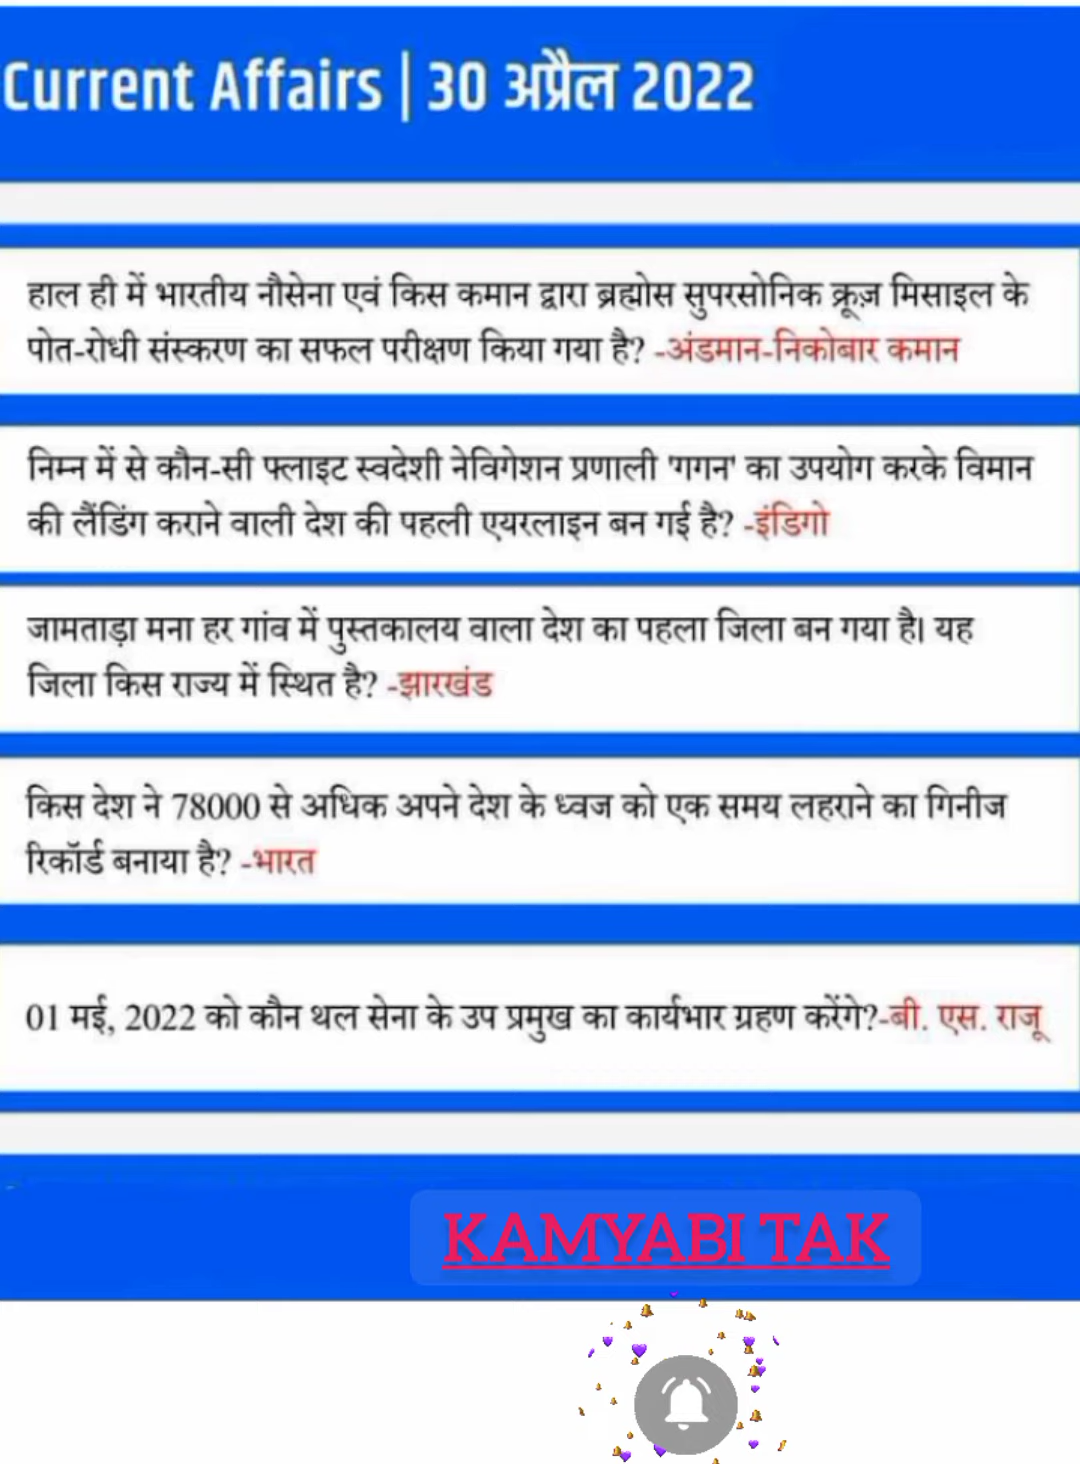 Current Affairs | 30 अप्रैल 2022
हाल ही में भारतीय नौसेना एवं किस कमान द्वारा ब्रह्मोस सुपरसोनिक क्रूज़ मिसाइल के
पोत-रोधी संस्करण का सफल परीक्षण किया गया है? -अंडमान-निकोबार कमान
निम्न में से कौन-सी फ्लाइट स्वदेशी नेविगेशन प्रणाली 'गगन' का उपयोग करके विमान
की लैंडिंग कराने वाली देश की पहली एयरलाइन बन गई है? -इंडिगो
जामताड़ा मना हर गांव में पुस्तकालय वाला देश का पहला जिला बन गया है। यह
जिला किस राज्य में स्थित है? -झारखंड
किस देश ने 78000 से अधिक अपने देश के ध्वज को एक समय लहराने का गिनीज
रिकॉर्ड बनाया है? -भारत
01 मई, 2022 को कौन थल सेना के उप प्रमुख का कार्यभार ग्रहण करेंगे?-बी. एस. राजू
KAMYABI TAK